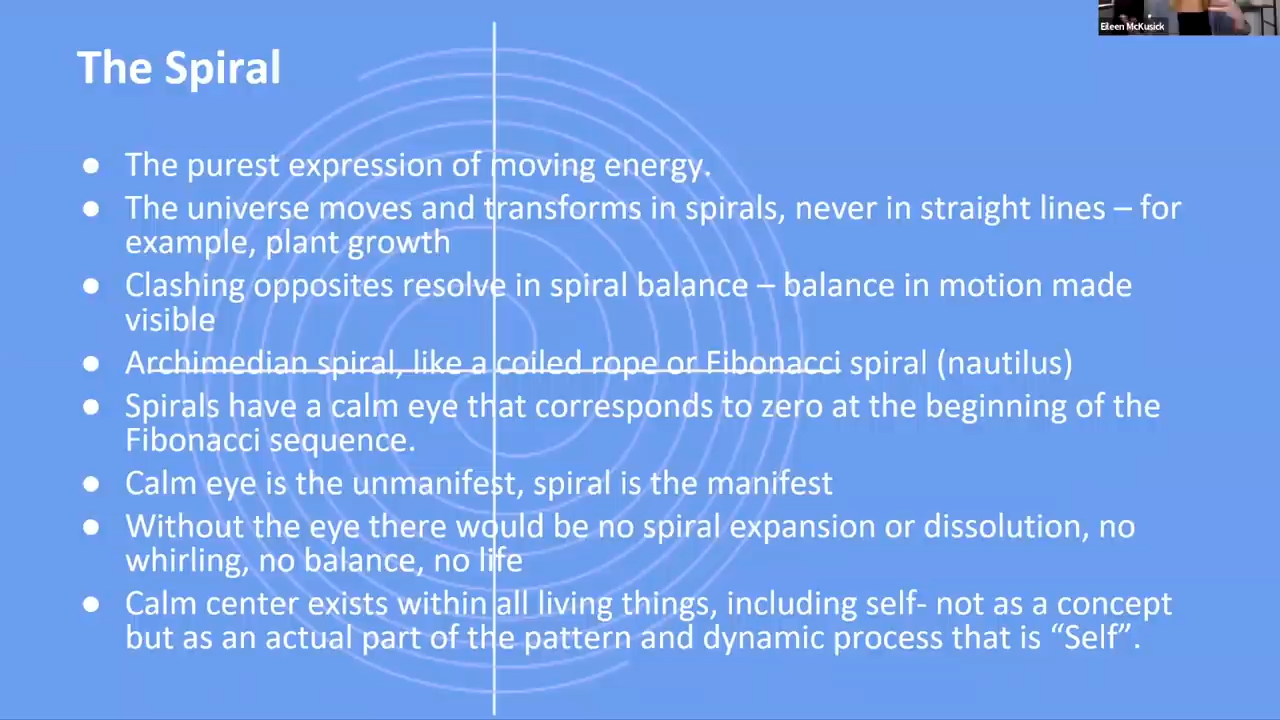 Eileen McKusick
The Spiral
● The purest expression of moving energy.
● The universe moves and transforms in spirals, never in straight lines – for
example, plant growth
● Clashing opposites resolve in spiral balance – balance in motion made
visible
● Archimedian spiral, like a coiled rope or Fibonacci spiral (nautilus)
● Spirals have a calm eye that corresponds to zero at the beginning of the
Fibonacci sequence.
● Calm eye is the unmanifest, spiral is the manifest
● Without the eye there would be no spiral expansion or dissolution, no
whirling, no balance, no life
● Calm center exists within all living things, including self- not as a concept
but as an actual part of the pattern and dynamic process that is “Self”.